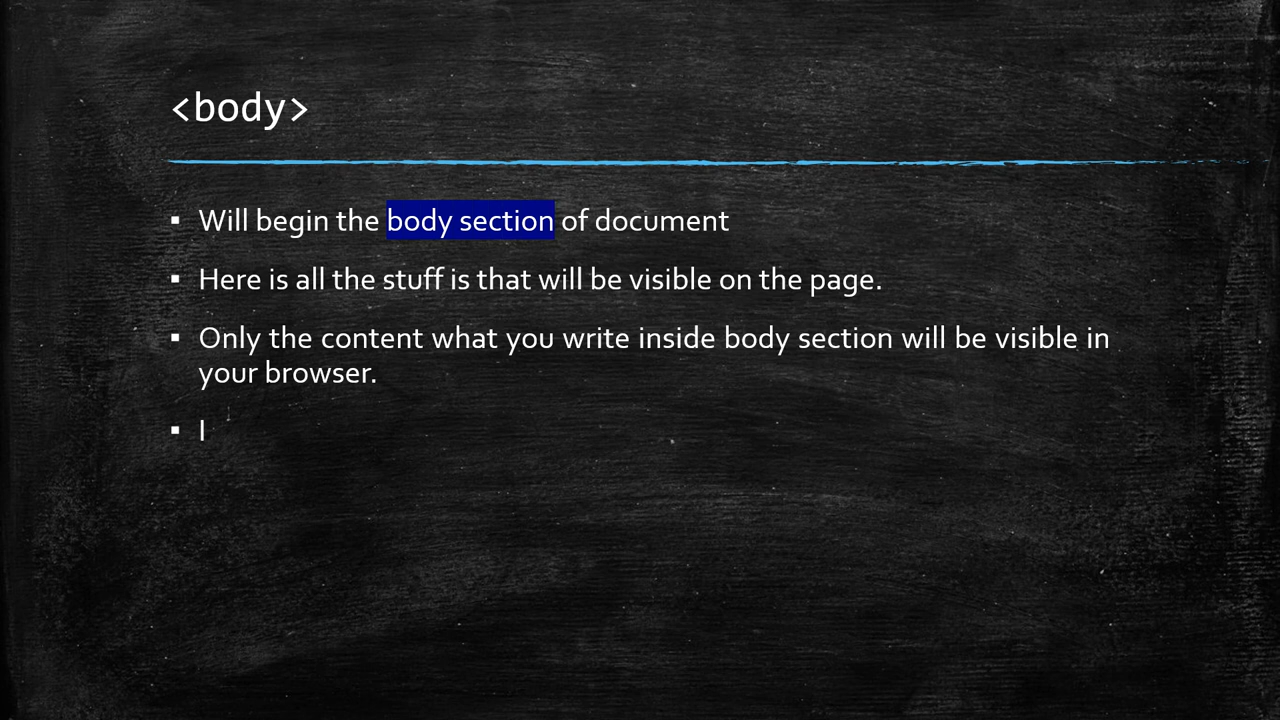 <body>
▪ Will begin the body section of document
▪ Here is all the stuff is that will be visible on the page.
▪ Only the content what you write inside body section will be visible in
your browser.
▪ I